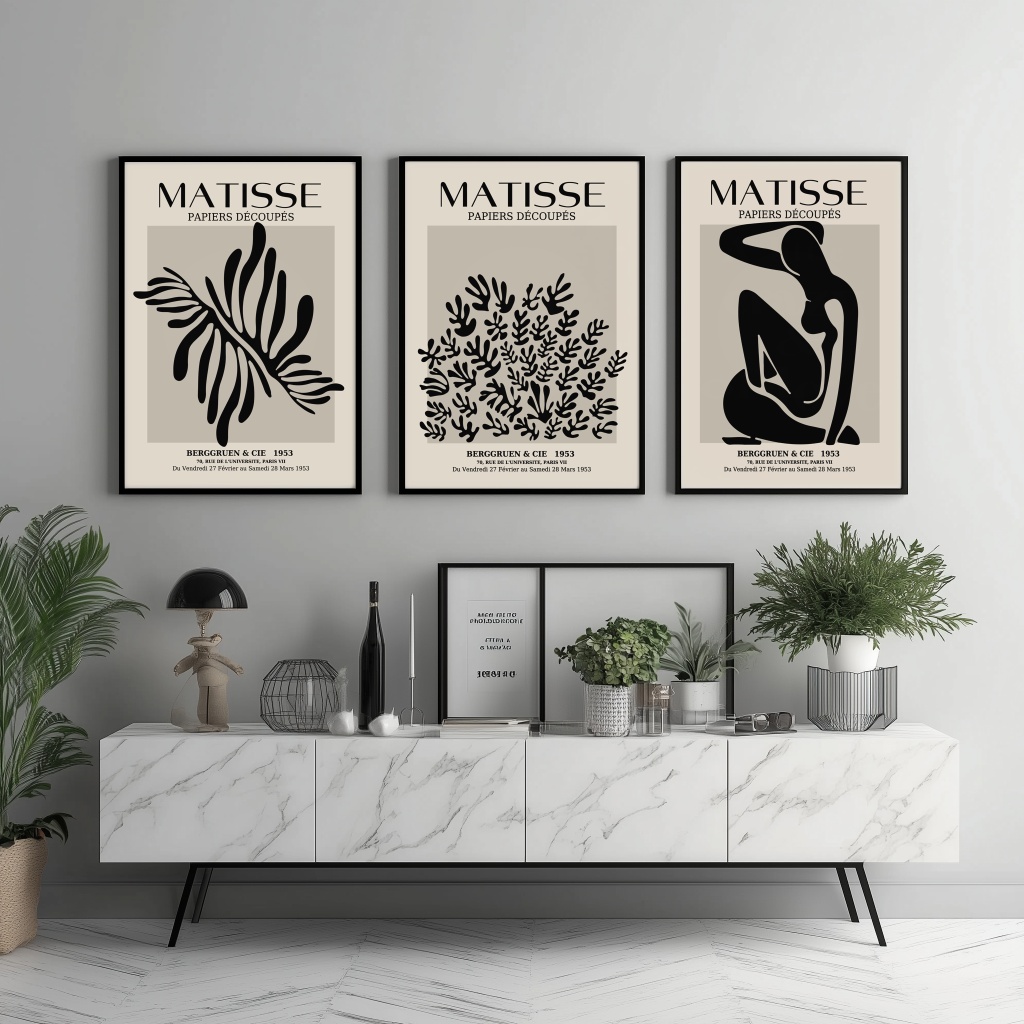 MATISSE
PAPIERS DÉCOUPÉS
BERGGRUEN & CIE 1953
70, RUE DE L'UNIVERSITE, PARIS VII
Du Vendredi 27 Février au Samedi 28 Mars 1953
MATISSE
PAPIERS DÉCOUPÉS
BERGGRUEN & CIE 1953
70, RUE DE L'UNIVERSITE, PARIS VII
Du Vendredi 27 Février au Samedi 28 Mars 1953
MATISSE
PAPIERS DÉCOUPÉS
BERGGRUEN & CIE 1953
70, RUE DE L'UNIVERSITE, PARIS VII
Du Vendredi 27 Février au Samedi 28 Mars 1953